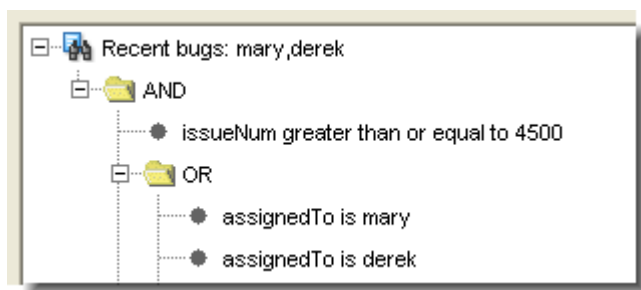 Recent bugs: mary,derek
AND
issueNum greater than or equal to 4500
OR
assignedTo is mary
assignedTo is derek